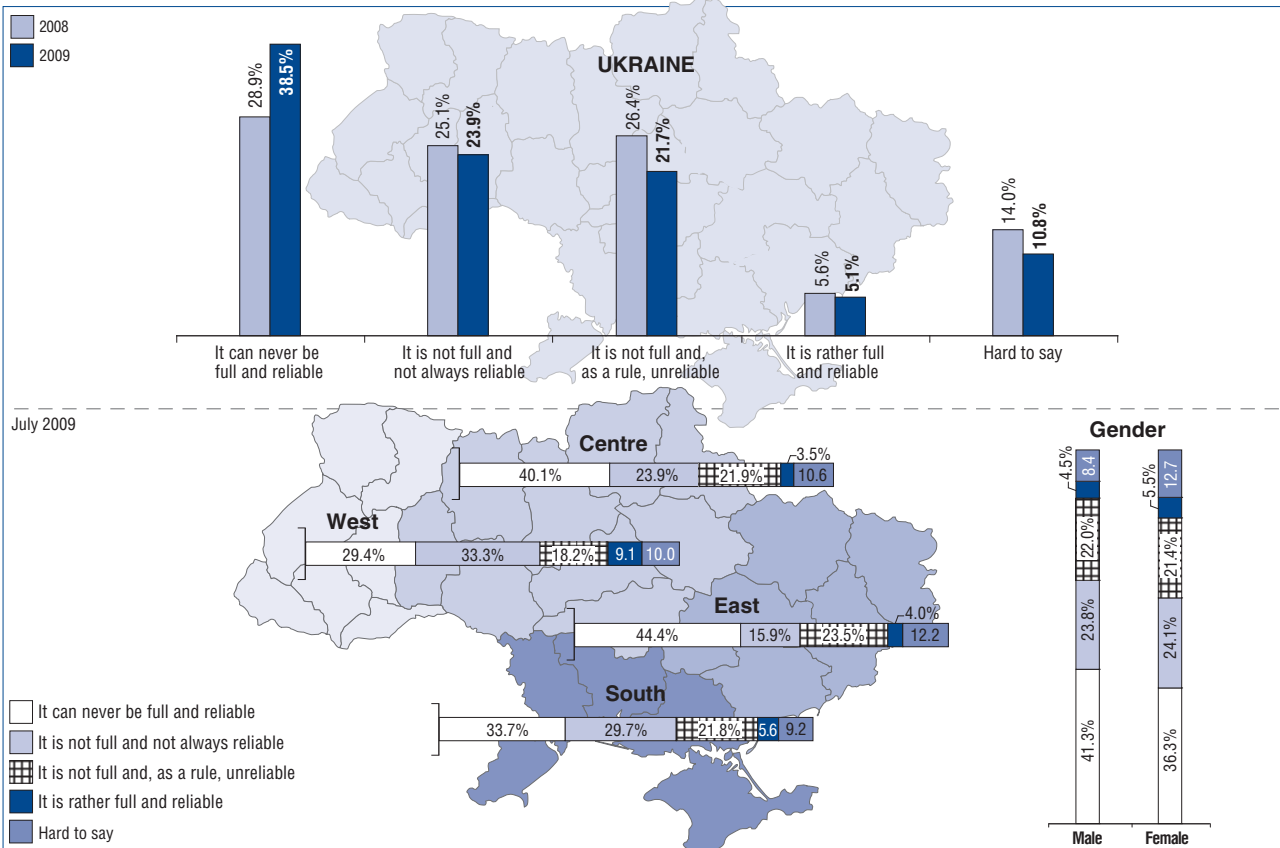 2008
2009
UKRAINE
28.9%
38.5%
25.1%
23.9%
26.4%
21.7%
5.6%
5.1%
14.0%
10.8%
It can never be
full and reliable
It is not full and
not always reliable
It is not full and,
as a rule, unreliable
It is rather full
and reliable
Hard to say
July 2009
Centre
40.1%
23.9%
21.9%
3.5%
10.6
West
29.4%
33.3%
18.2%
9.1
10.0
East
44.4%
15.9%
23.5%
4.0%
12.2
South
33.7%
29.7%
21.8%
5.6
9.2
It can never be full and reliable
It is not full and not always reliable
It is not full and, as a rule, unreliable
It is rather full and reliable
Hard to say
Gender
4.5%
8.4
22.0%
23.8%
41.3%
Male
5.5%
12.7
21.4%
24.1%
36.3%
Female